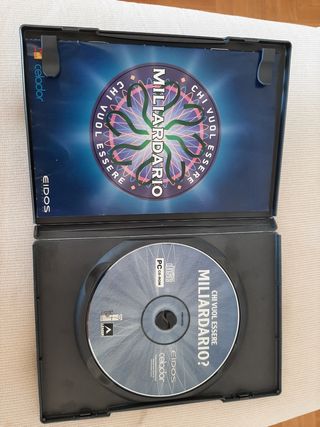 CHI VUOL ESSERE
MILIARDARIO
CHI VUOL ESSERE
celador
EIDOS
CHI VUOL ESSERE
MILIARDARIO?
PC CD-ROM
EIDOS
celador